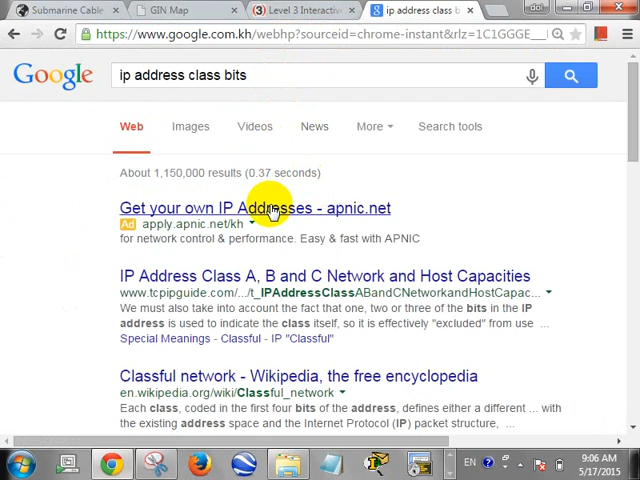 Submarine Cable
GIN Map
Level 3 Interactiv
ip address class b
doi
https://www.google.com.kh/webhp?sourceid=chrome-instant&rlz=1C1GGGE___
Google
ip address class bits
Web Images Videos News More Search tools
About 1,150,000 results (0.37 seconds)
Get your own IP Addresses - apnic.net
Ad apply.apnic.net/kh
for network control & performance. Easy & fast with APNIC
IP Address Class A, B and C Network and Host Capacities
www.tcpipguide.com/.../t_IPAddressClassABandCNetworkandHostCapac...
We must also take into account the fact that one, two or three of the bits in the IP
address is used to indicate the class itself, so it is effectively "excluded" from use ...
Special Meanings - Classful - IP "Classful"
Classful network - Wikipedia, the free encyclopedia
en.wikipedia.org/wiki/Classful_network
Each class, coded in the first four bits of the address, defines either a different ... with
the existing address space and the Internet Protocol (IP) packet structure, ...
EN
9:06 AM
5/17/2015